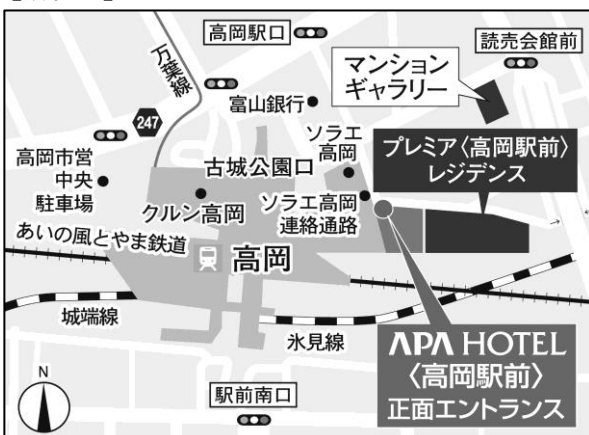 高岡駅口
読売会館前
万葉線
マンション
ギャラリー
富山銀行
247
ソラエ
高岡
プレミア〈高岡駅前〉
レジデンス
高岡市営
中央
駐車場
古城公園口
クルン高岡
ソラエ高岡
連絡通路
あいの風とやま鉄道
高岡
城端線
氷見線
APA HOTEL
〈高岡駅前〉
正面エントランス
N
駅前南口